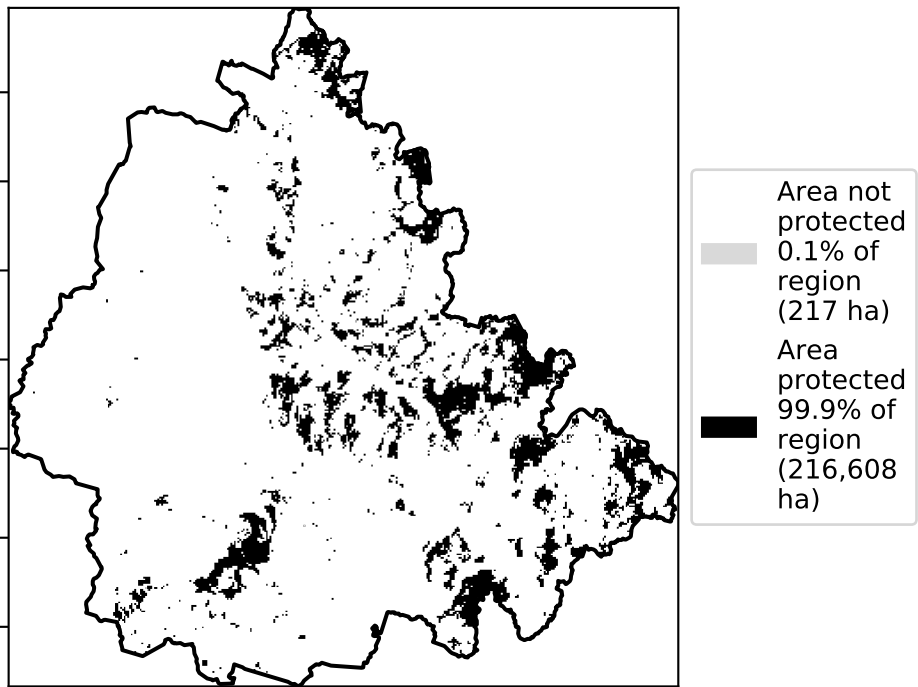 Area not
protected
0.1% of
region
(217 ha)
Area
protected
99.9% of
region
(216,608
ha)